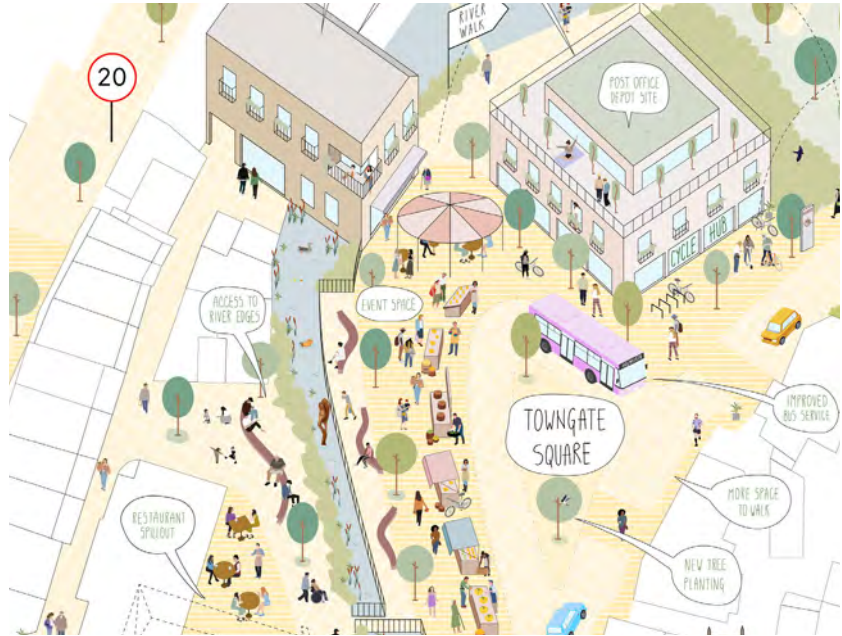 RIVER
WALK
20
POST OFFICE
DEPOT SITE
CYCLE HUB
ACCESS TO
RIVER EDGES
EVENT SPACE
TOWNGATE
SQUARE
IMPROVED
BUS SERVICE
MORE SPACE
TO WALK
RESTAURANT
SPILLOUT
NEW TREE
PLANTING